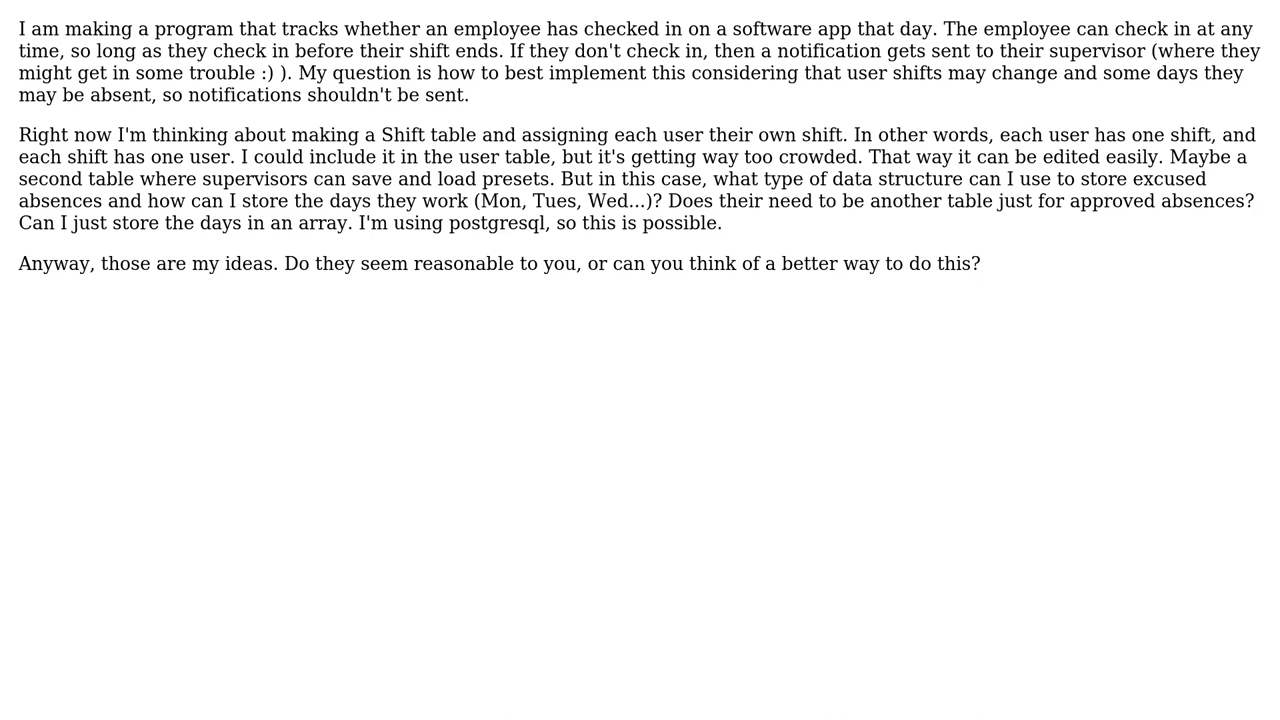 I am making a program that tracks whether an employee has checked in on a software app that day. The employee can check in at any
time, so long as they check in before their shift ends. If they don't check in, then a notification gets sent to their supervisor (where they
might get in some trouble :) ). My question is how to best implement this considering that user shifts may change and some days they
may be absent, so notifications shouldn't be sent.
Right now I'm thinking about making a Shift table and assigning each user their own shift. In other words, each user has one shift, and
each shift has one user. I could include it in the user table, but it's getting way too crowded. That way it can be edited easily. Maybe a
second table where supervisors can save and load presets. But in this case, what type of data structure can I use to store excused
absences and how can I store the days they work (Mon, Tues, Wed...)? Does their need to be another table just for approved absences?
Can I just store the days in an array. I'm using postgresql, so this is possible.
Anyway, those are my ideas. Do they seem reasonable to you, or can you think of a better way to do this?